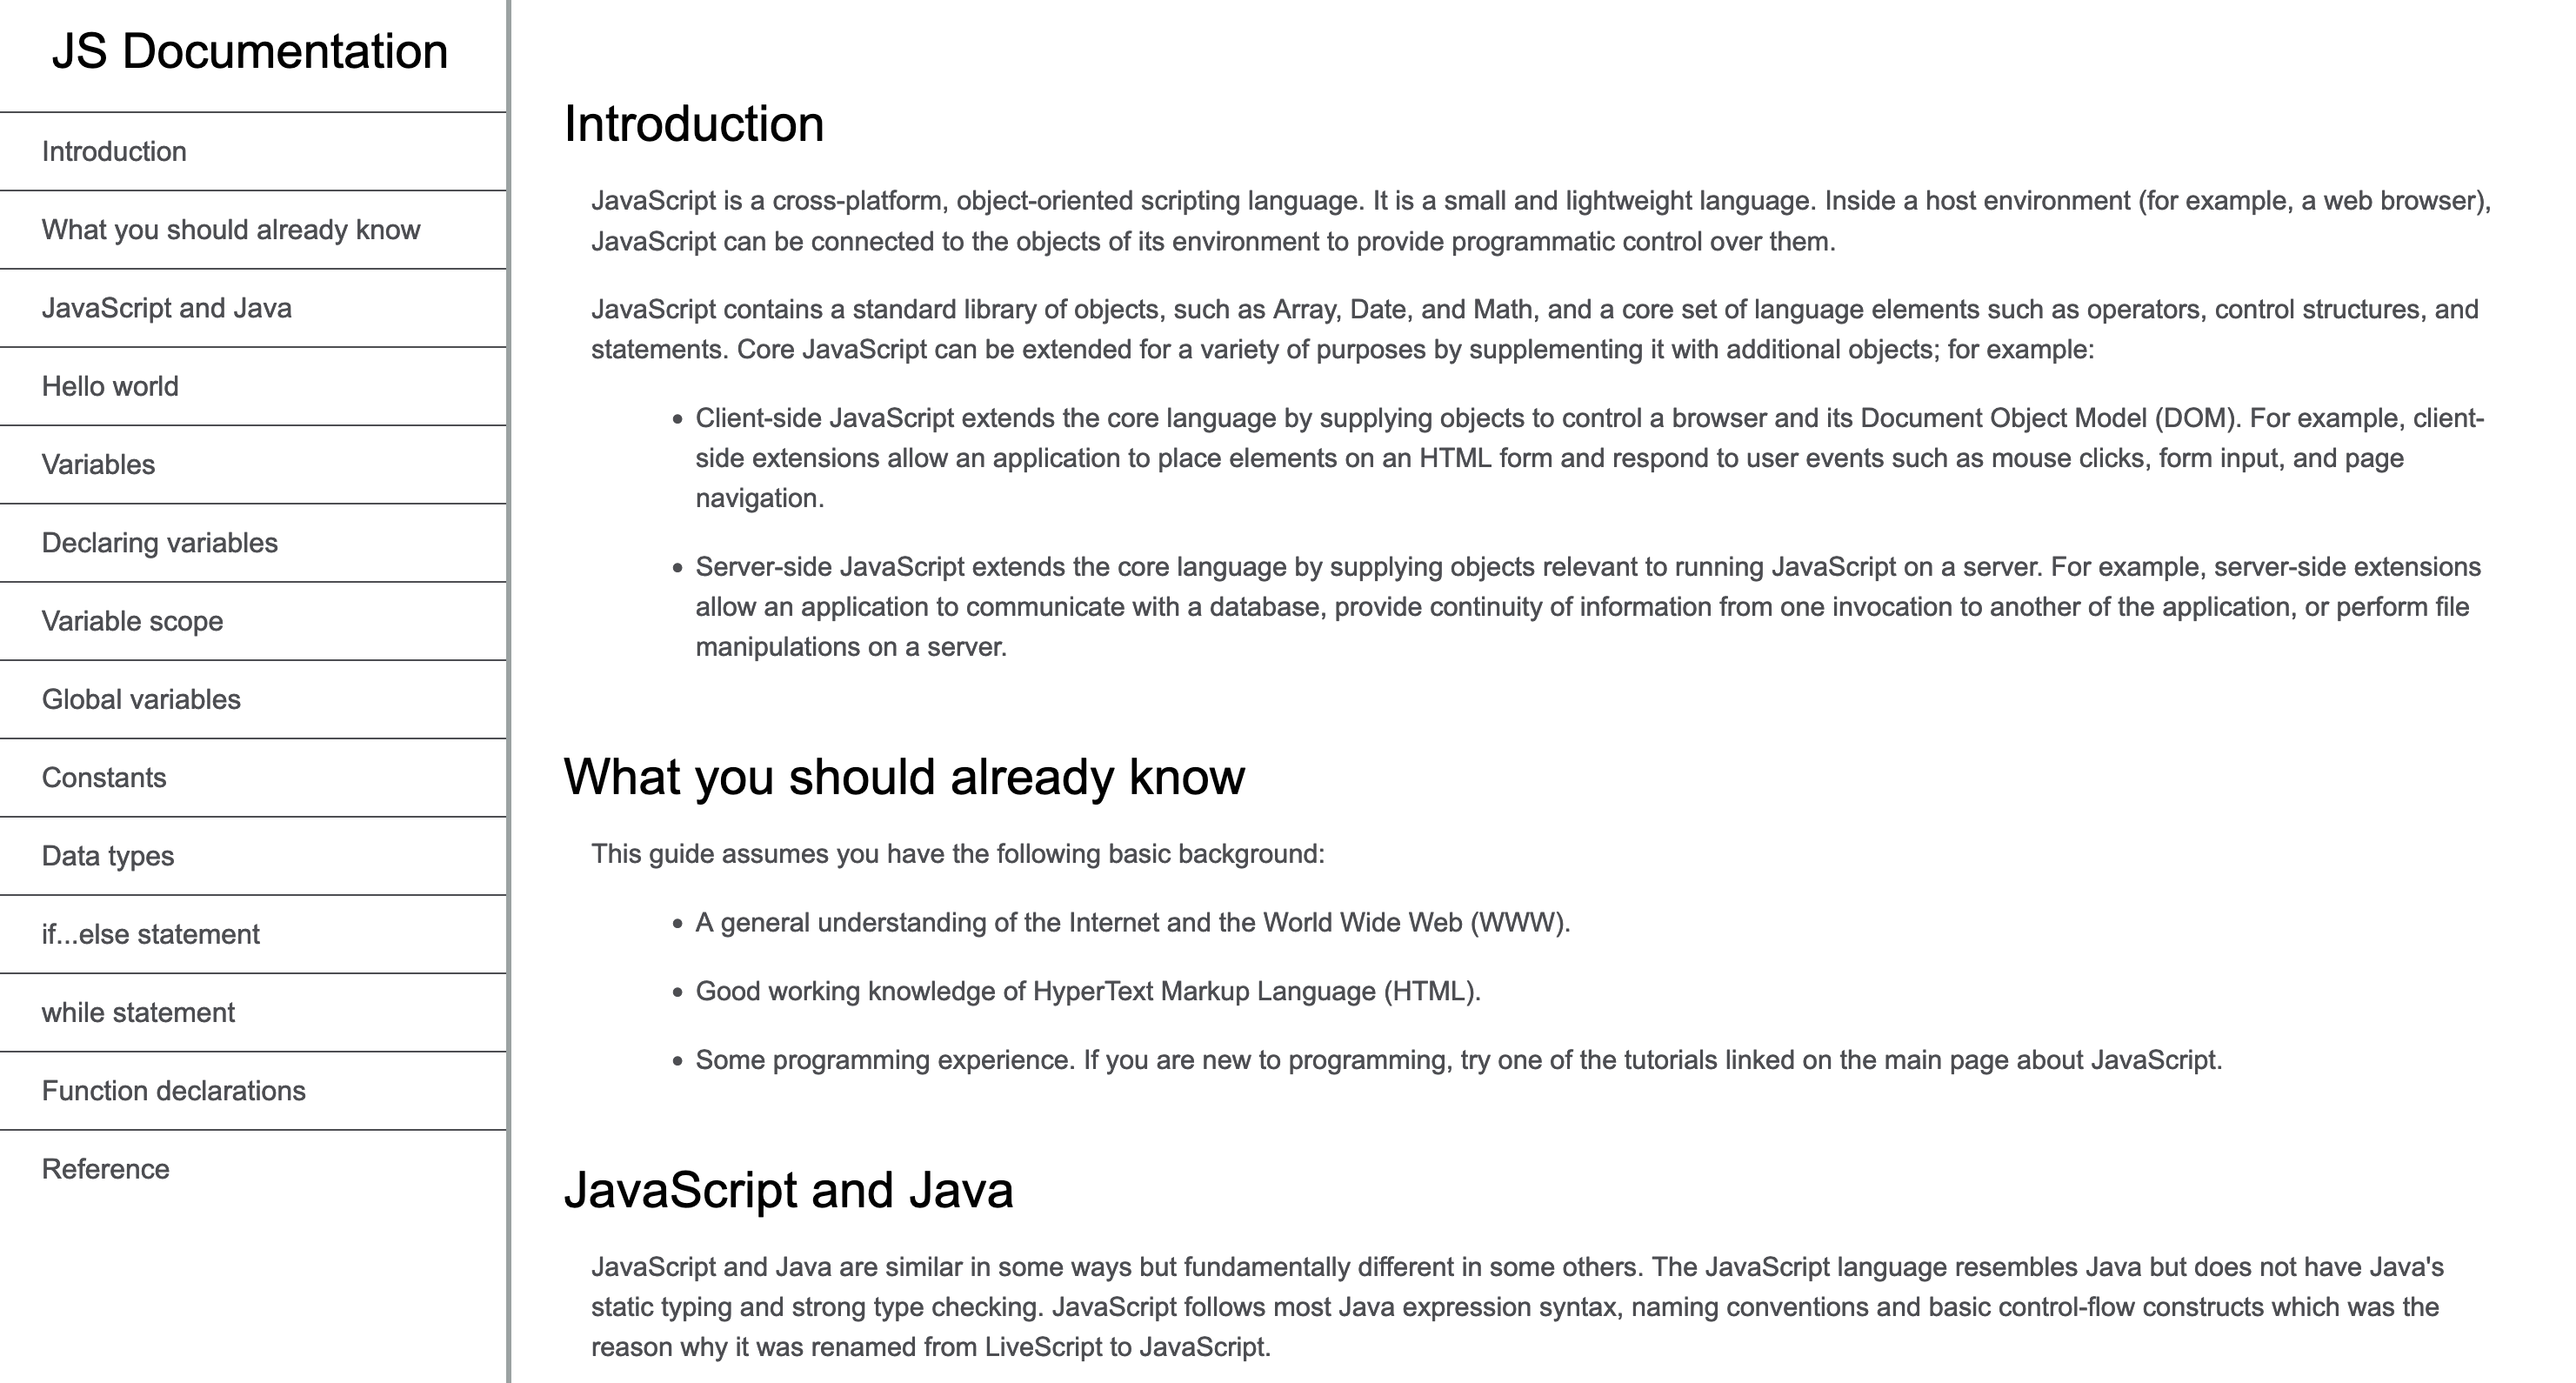 JS Documentation
Introduction
What you should already know
JavaScript and Java
Hello world
Variables
Declaring variables
Variable scope
Global variables
Constants
Data types
if...else statement
while statement
Function declarations
Reference
Introduction
JavaScript is a cross-platform, object-oriented scripting language. It is a small and lightweight language. Inside a host environment (for example, a web browser),
JavaScript can be connected to the objects of its environment to provide programmatic control over them.
JavaScript contains a standard library of objects, such as Array, Date, and Math, and a core set of language elements such as operators, control structures, and
statements. Core JavaScript can be extended for a variety of purposes by supplementing it with additional objects; for example:
• Client-side JavaScript extends the core language by supplying objects to control a browser and its Document Object Model (DOM). For example, client-
side extensions allow an application to place elements on an HTML form and respond to user events such as mouse clicks, form input, and page
navigation.
• Server-side JavaScript extends the core language by supplying objects relevant to running JavaScript on a server. For example, server-side extensions
allow an application to communicate with a database, provide continuity of information from one invocation to another of the application, or perform file
manipulations on a server.
What you should already know
This guide assumes you have the following basic background:
• A general understanding of the Internet and the World Wide Web (WWW).
• Good working knowledge of HyperText Markup Language (HTML).
• Some programming experience. If you are new to programming, try one of the tutorials linked on the main page about JavaScript.
JavaScript and Java
JavaScript and Java are similar in some ways but fundamentally different in some others. The JavaScript language resembles Java but does not have Java's
static typing and strong type checking. JavaScript follows most Java expression syntax, naming conventions and basic control-flow constructs which was the
reason why it was renamed from LiveScript to JavaScript.